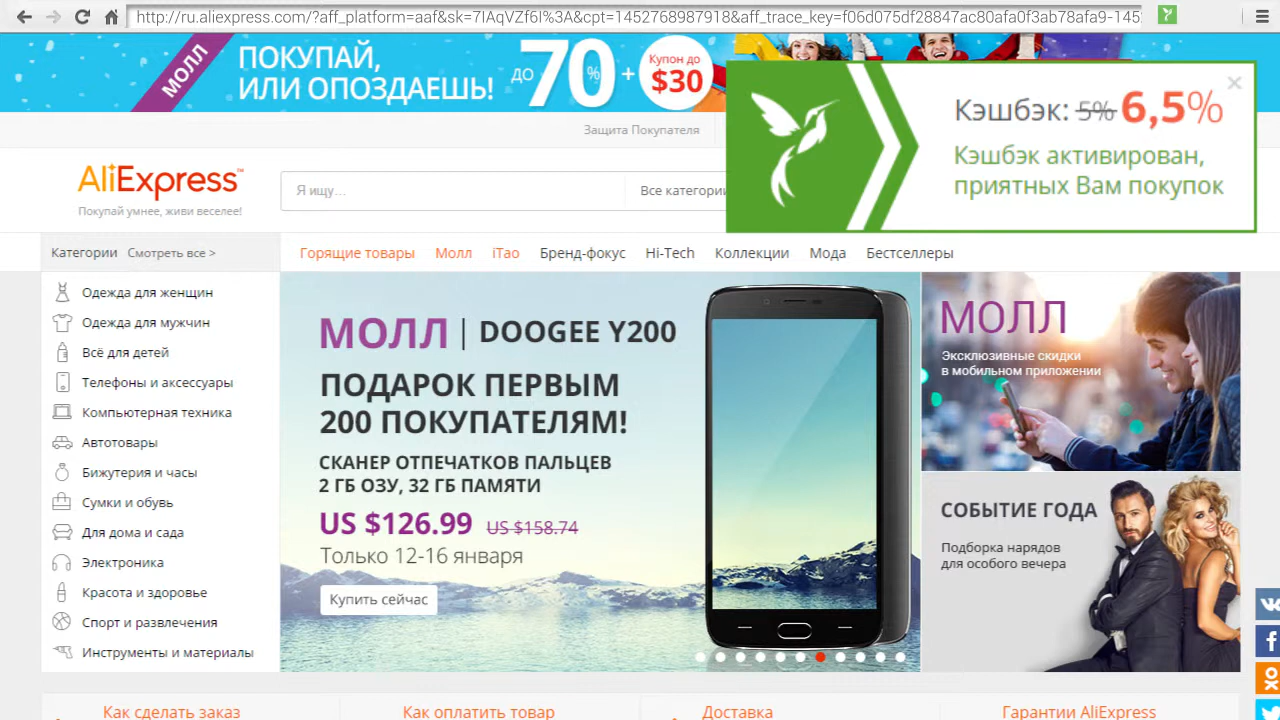 http://ru.aliexpress.com/?aff_platform=aaf&sk=7IAqVZf6I%3A&cpt=1452768987918&aff_trace_key=f06d075df28847ac80afa0f3ab78afa9-145
МОЛЛ
ПОКУПАЙ,
ИЛИ ОПОЗДАЕШЬ!
до 70% +
Купон до
$30
Кэшбэк: 5% 6,5%
Кэшбэк активирован,
приятных Вам покупок
Защита Покупателя
AliExpress™
Покупай умнее, живи веселее!
Я ищу...
Все категории
Категории Смотреть все >
Горящие товары Молл iTao Бренд-фокус Hi-Tech Коллекции Мода Бестселлеры
Одежда для женщин
Одежда для мужчин
Всё для детей
Телефоны и аксессуары
Компьютерная техника
Автотовары
Бижутерия и часы
Сумки и обувь
Для дома и сада
Электроника
Красота и здоровье
Спорт и развлечения
Инструменты и материалы
МОЛЛ | DOOGEE Y200
ПОДАРОК ПЕРВЫМ
200 ПОКУПАТЕЛЯМ!
СКАНЕР ОТПЕЧАТКОВ ПАЛЬЦЕВ
2 ГБ ОЗУ, 32 ГБ ПАМЯТИ
US $126.99 US $158.74
Только 12-16 января
Купить сейчас
МОЛЛ
Эксклюзивные скидки
в мобильном приложении
СОБЫТИЕ ГОДА
Подборка нарядов
для особого вечера
Как сделать заказ
Как оплатить товар
Доставка
Гарантии AliExpress